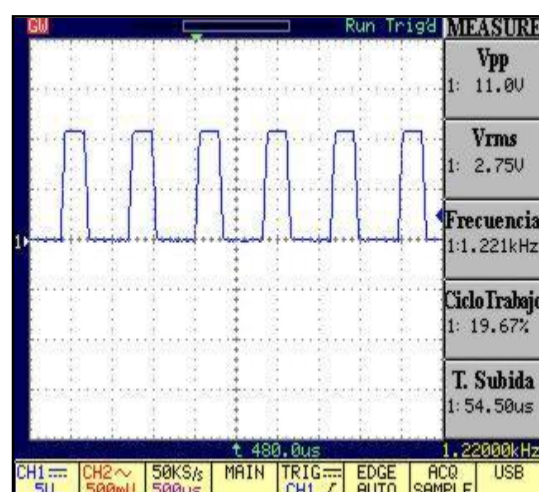 GW Run Trig'd MEASURE
Vpp
1: 11.0V
Vrms
1: 2.75V
Frecuencia
1:1.221kHz
CicloTrabajo
1: 19.67%
T. Subida
1:54.50us
1
t 480.0us 1.22000kHz
CH1 CH2 50KS/s MAIN TRIG EDGE ACQ USB
5V 500mV 500us CH1 AUTO SAMPLE